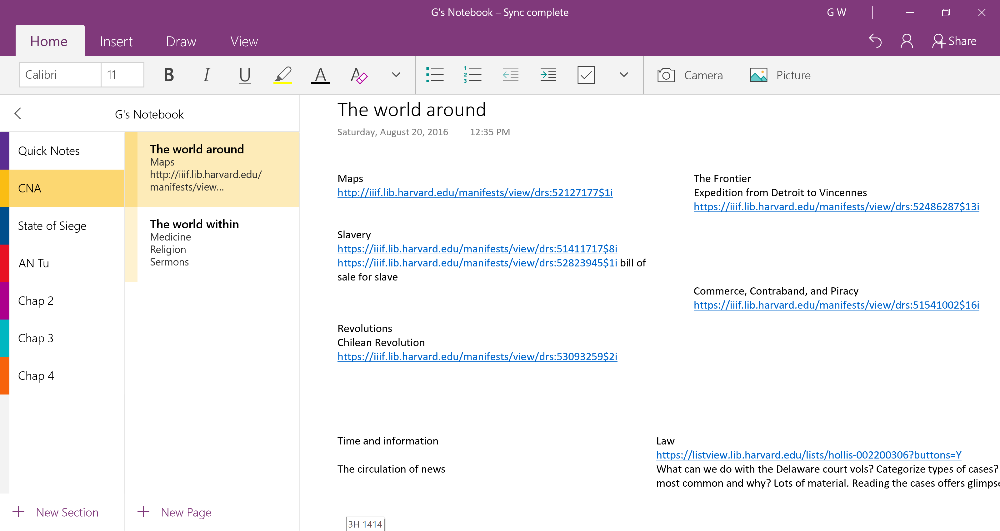 G's Notebook – Sync complete
G W
Home
Insert
Draw
View
Share
Calibri
11
B
I
U
A
A
1
2
3
Camera
Picture
G's Notebook
Quick Notes
CNA
State of Siege
AN Tu
Chap 2
Chap 3
Chap 4
New Section
The world around
Maps
http://iiif.lib.harvard.edu/
manifests/view...
The world within
Medicine
Religion
Sermons
New Page
The world around
Saturday, August 20, 2016
12:35 PM
Maps
http://iiif.lib.harvard.edu/manifests/view/drs:52127177$1i
Slavery
https://iiif.lib.harvard.edu/manifests/view/drs:51411717$8i
https://iiif.lib.harvard.edu/manifests/view/drs:52823945$1i bill of
sale for slave
Revolutions
Chilean Revolution
https://iiif.lib.harvard.edu/manifests/view/drs:53093259$2i
Time and information
The circulation of news
The Frontier
Expedition from Detroit to Vincennes
https://iiif.lib.harvard.edu/manifests/view/drs:52486287$13i
Commerce, Contraband, and Piracy
https://iiif.lib.harvard.edu/manifests/view/drs:51541002$16i
Law
https://listview.lib.harvard.edu/lists/hollis-002200306?buttons=Y
What can we do with the Delaware court vols? Categorize types of cases?
most common and why? Lots of material. Reading the cases offers
3H 1414